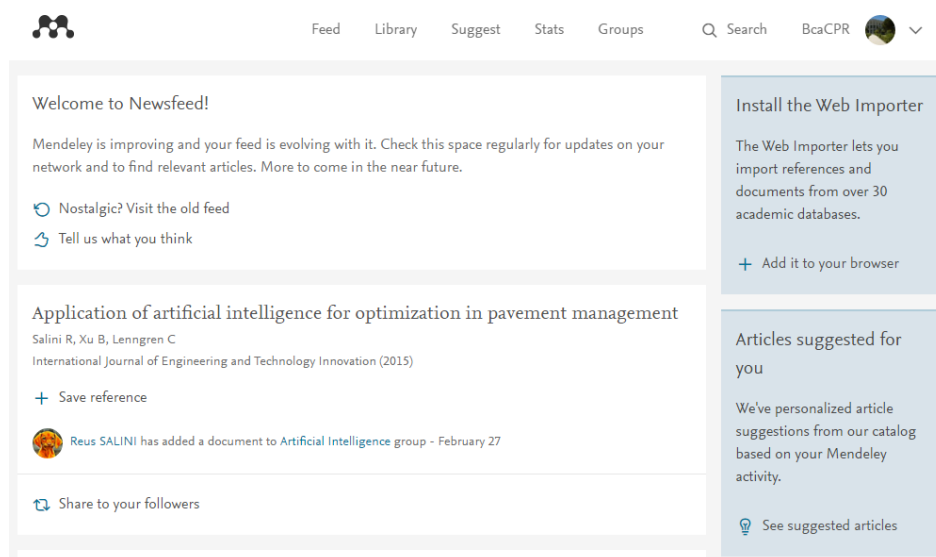 Feed Library Suggest Stats Groups Search BcaCPR
Welcome to Newsfeed!
Mendeley is improving and your feed is evolving with it. Check this space regularly for updates on your
network and to find relevant articles. More to come in the near future.
Nostalgic? Visit the old feed
Tell us what you think
Application of artificial intelligence for optimization in pavement management
Salini R, Xu B, Lenngren C
International Journal of Engineering and Technology Innovation (2015)
Save reference
Reus SALINI has added a document to Artificial Intelligence group - February 27
Share to your followers
Install the Web Importer
The Web Importer lets you
import references and
documents from over 30
academic databases.
Add it to your browser
Articles suggested for
you
We've personalized article
suggestions from our catalog
based on your Mendeley
activity.
See suggested articles